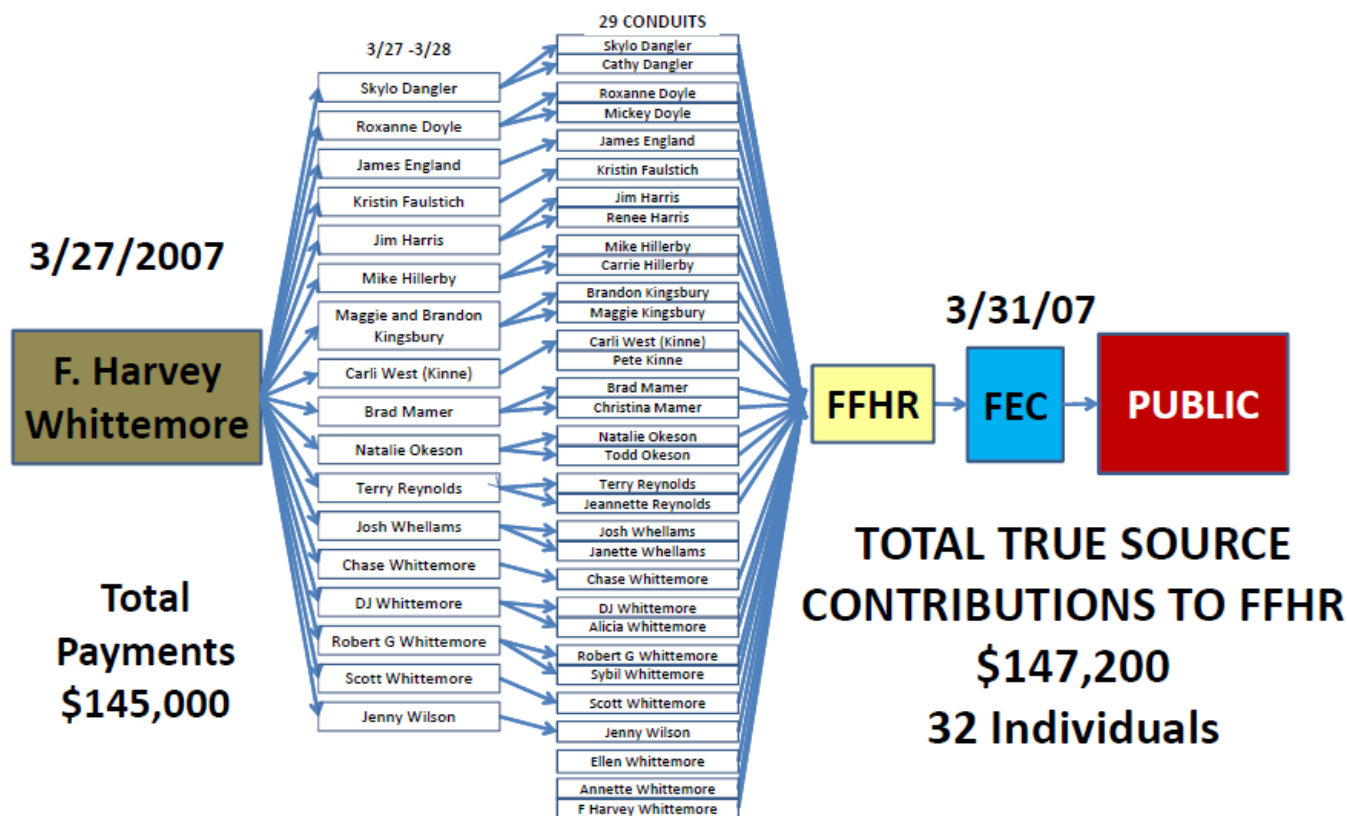 3/27/2007
F. Harvey
Whittemore
Total
Payments
$145,000
3/27 -3/28
Skylo Dangler
Roxanne Doyle
James England
Kristin Faulstich
Jim Harris
Mike Hillerby
Maggie and Brandon
Kingsbury
Carli West (Kinne)
Brad Mamer
Natalie Okeson
Terry Reynolds
Josh Whellams
Chase Whittemore
DJ Whittemore
Robert G Whittemore
Scott Whittemore
Jenny Wilson
29 CONDUITS
Skylo Dangler
Cathy Dangler
Roxanne Doyle
Mickey Doyle
James England
Kristin Faulstich
Jim Harris
Renee Harris
Mike Hillerby
Carrie Hillerby
Brandon Kingsbury
Maggie Kingsbury
Carli West (Kinne)
Pete Kinne
Brad Mamer
Christina Mamer
Natalie Okeson
Todd Okeson
Terry Reynolds
Jeannette Reynolds
Josh Whellams
Janette Whellams
Chase Whittemore
DJ Whittemore
Alicia Whittemore
Robert G Whittemore
Sybil Whittemore
Scott Whittemore
Jenny Wilson
Ellen Whittemore
Annette Whittemore
F Harvey Whittemore
FFHR
3/31/07
FEC
PUBLIC
TOTAL TRUE SOURCE
CONTRIBUTIONS TO FFHR
$147,200
32 Individuals